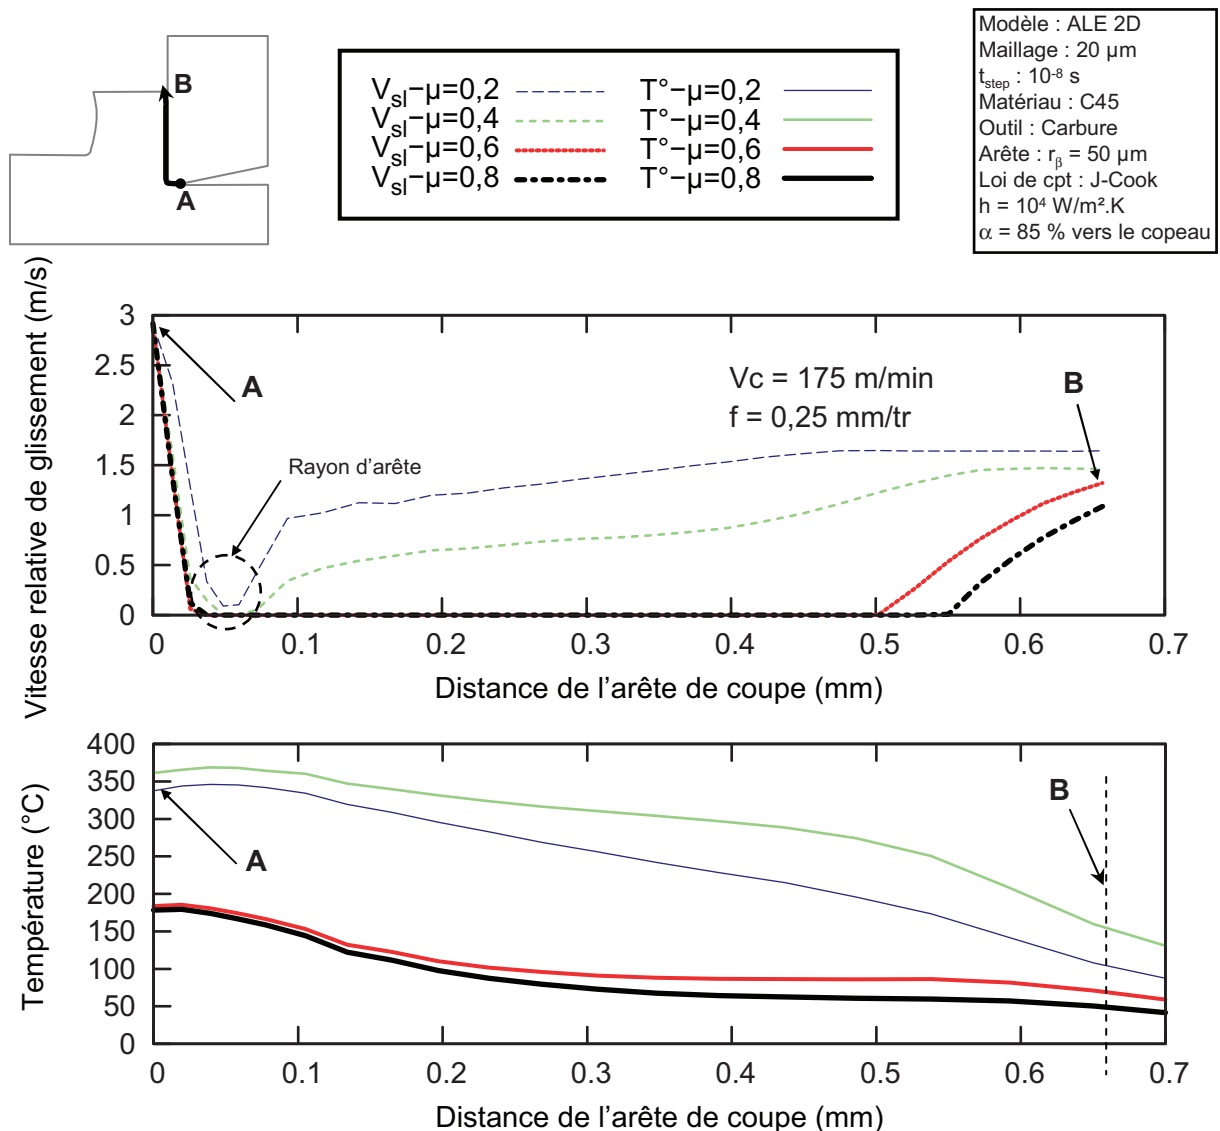 B
A
V_sl−μ=0,2
V_sl−μ=0,4
V_sl−μ=0,6
V_sl−μ=0,8
T°−μ=0,2
T°−μ=0,4
T°−μ=0,6
T°−μ=0,8
Modèle : ALE 2D
Maillage : 20 μm
t_step : 10⁻⁸ s
Matériau : C45
Outil : Carbure
Arête : r_β = 50 μm
Loi de cpt : J-Cook
h = 10⁴ W/m².K
α = 85 % vers le copeau
Vitesse relative de glissement (m/s)
3
2.5
2
1.5
1
0.5
0
A
Rayon d’arête
Vc = 175 m/min
f = 0,25 mm/tr
B
0 0.1 0.2 0.3 0.4 0.5 0.6 0.7
Distance de l’arête de coupe (mm)
Température (°C)
400
350
300
250
200
150
100
50
0
A
B
0 0.1 0.2 0.3 0.4 0.5 0.6 0.7
Distance de l’arête de coupe (mm)